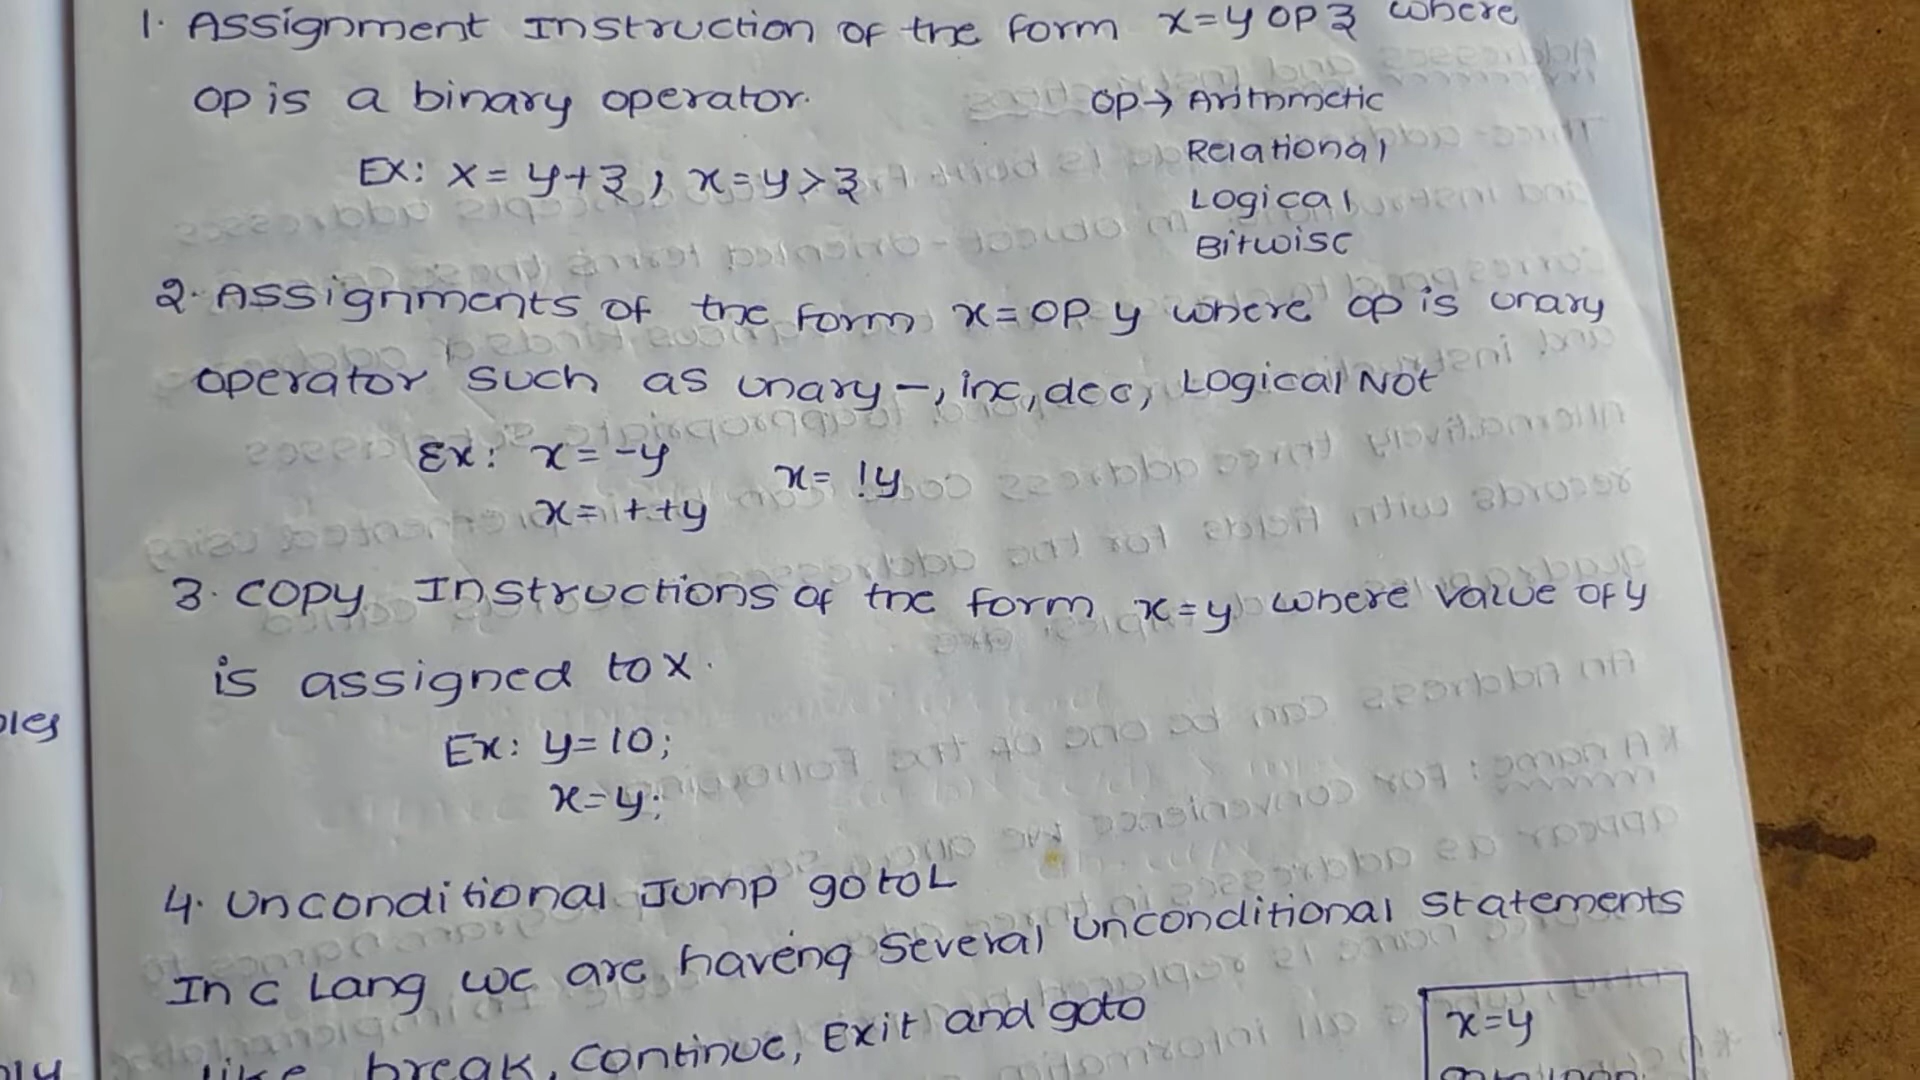 1. Assignment Instruction of the form x=y op z where
op is a binary operator.
op→ Arithmetic
Relational
Logical
Bitwise
Ex: x = y+z, x=y>z
2. Assignments of the form x=op y where op is unary
operator such as unary -, inc, dec, Logical Not
Ex: x=-y
x= !y
x=++y
3. copy Instructions of the form x=y where value of y
is assigned to x.
Ex: y=10;
x=y;
4. Unconditional Jump goto L
In c Lang we are having several unconditional statements
like break, continue, Exit and goto
x=y